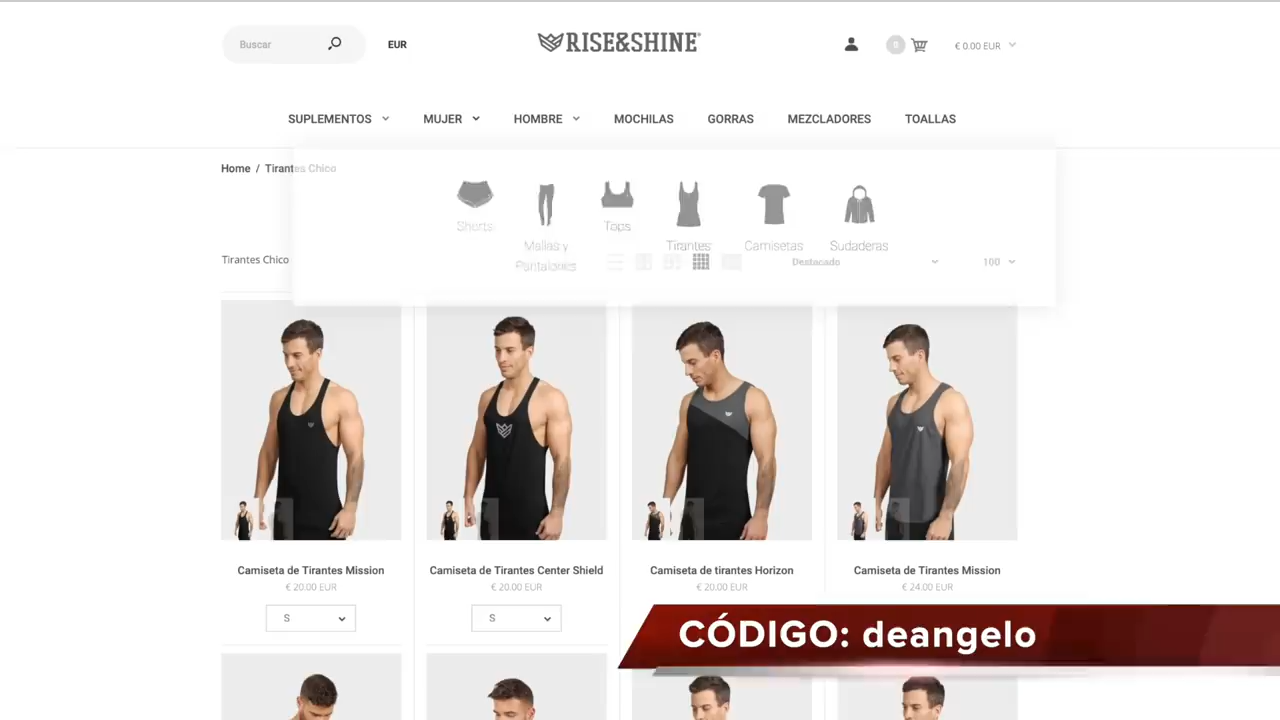 Buscar
EUR
RISE&SHINE
0
€ 0.00 EUR
SUPLEMENTOS
MUJER
HOMBRE
MOCHILAS
GORRAS
MEZCLADORES
TOALLAS
Home / Tirantes Chico
Shorts
Mallas y
Pantalones
Tops
Tirantes
Camisetas
Sudaderas
Tirantes Chico
Destacado
100
Camiseta de Tirantes Mission
€ 20.00 EUR
S
Camiseta de Tirantes Center Shield
€ 20.00 EUR
S
Camiseta de tirantes Horizon
€ 20.00 EUR
Camiseta de Tirantes Mission
€ 24.00 EUR
CÓDIGO: deangelo